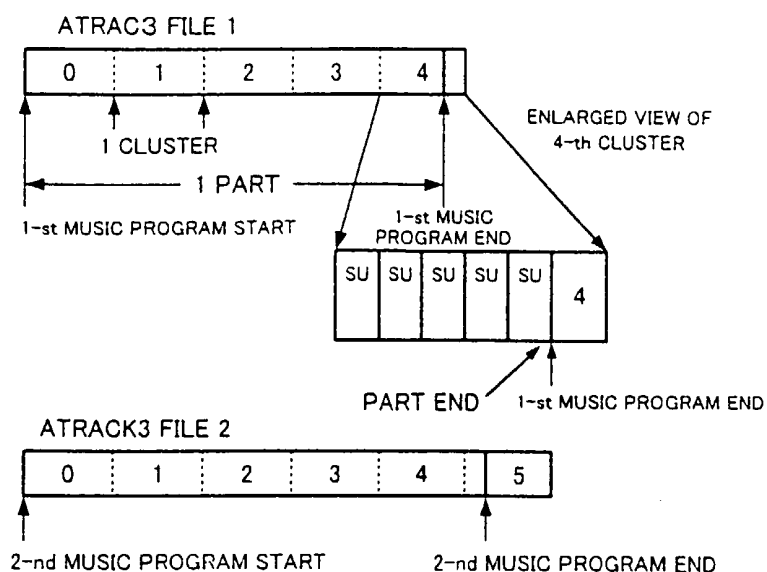 ATRAC3 FILE 1
0 1 2 3 4
ENLARGED VIEW OF
4-th CLUSTER
1 CLUSTER
1 PART
1-st MUSIC PROGRAM START
1-st MUSIC
PROGRAM END
SU SU SU SU SU 4
PART END
1-st MUSIC PROGRAM END
ATRACK3 FILE 2
0 1 2 3 4 5
2-nd MUSIC PROGRAM START
2-nd MUSIC PROGRAM END